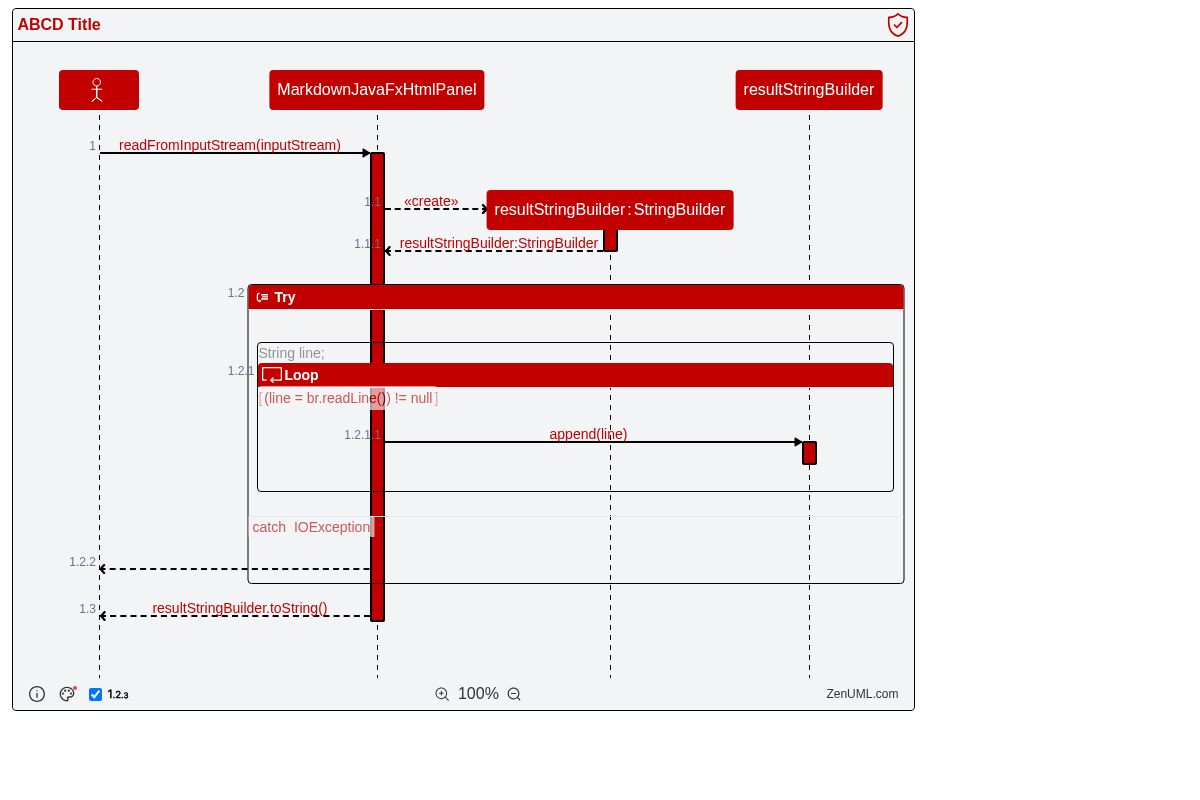 ABCD Title
MarkdownJavaFxHtmlPanel
resultStringBuilder
1
readFromInputStream(inputStream)
1.1
«create»
resultStringBuilder:StringBuilder
1.1.1
resultStringBuilder:StringBuilder
1.2
Try
String line;
1.2.1
Loop
[(line = br.readLine()) != null]
1.2.1.1
append(line)
catch IOException
1.2.2
1.3
resultStringBuilder.toString()
1.2.3
100%
ZenUML.com